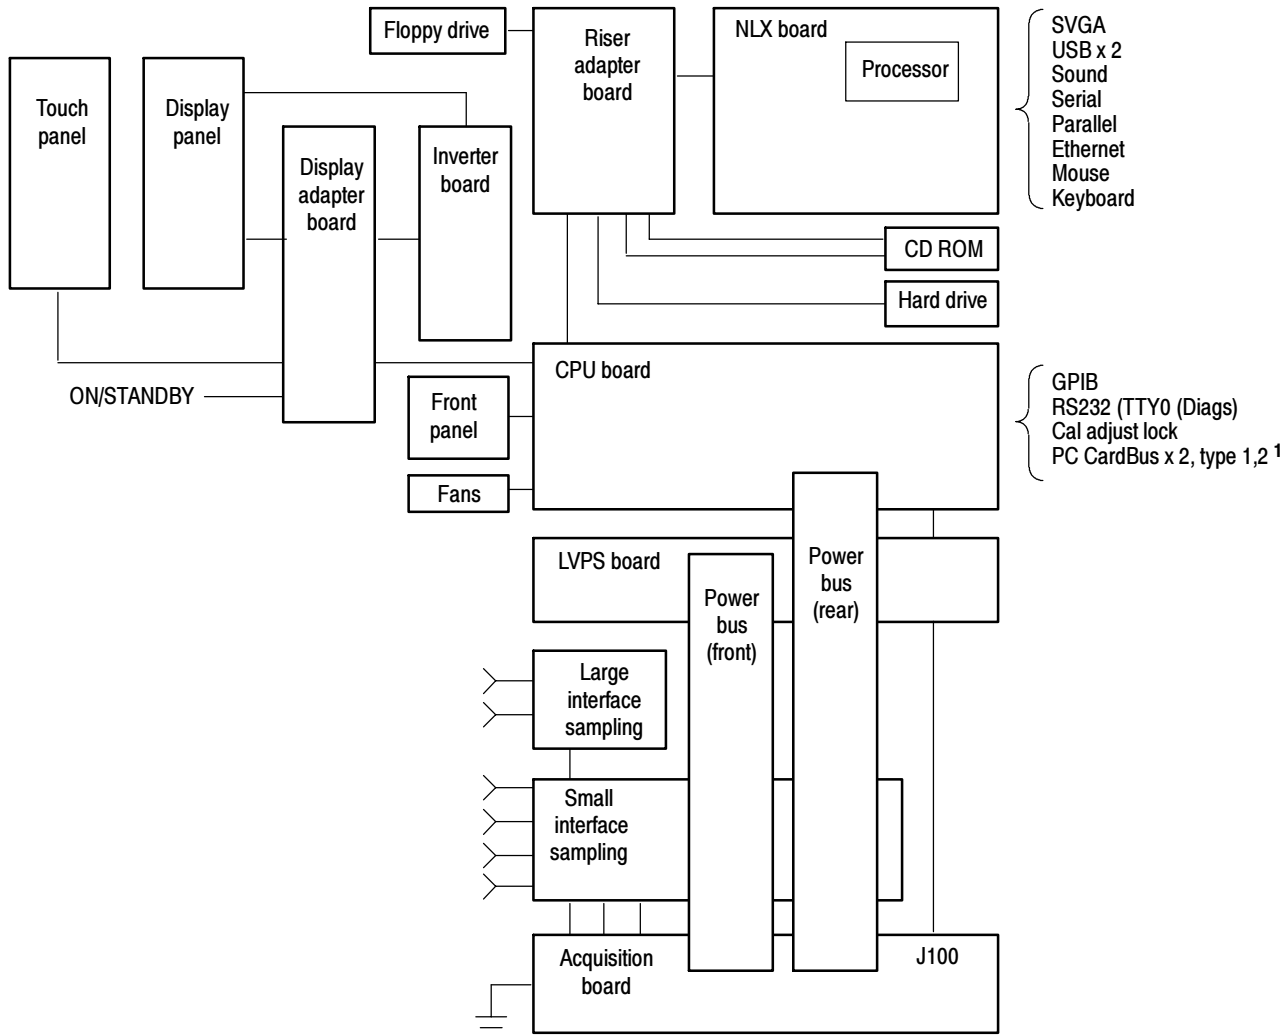 Floppy drive
Riser
adapter
board
NLX board
Processor
SVGA
USB x 2
Sound
Serial
Parallel
Ethernet
Mouse
Keyboard
Touch
panel
Display
panel
Display
adapter
board
Inverter
board
CD ROM
Hard drive
ON/STANDBY
CPU board
Front
panel
Fans
GPIB
RS232 (TTY0 (Diags)
Cal adjust lock
PC CardBus x 2, type 1,2 1
LVPS board
Power
bus
(front)
Power
bus
(rear)
Large
interface
sampling
Small
interface
sampling
Acquisition
board
J100